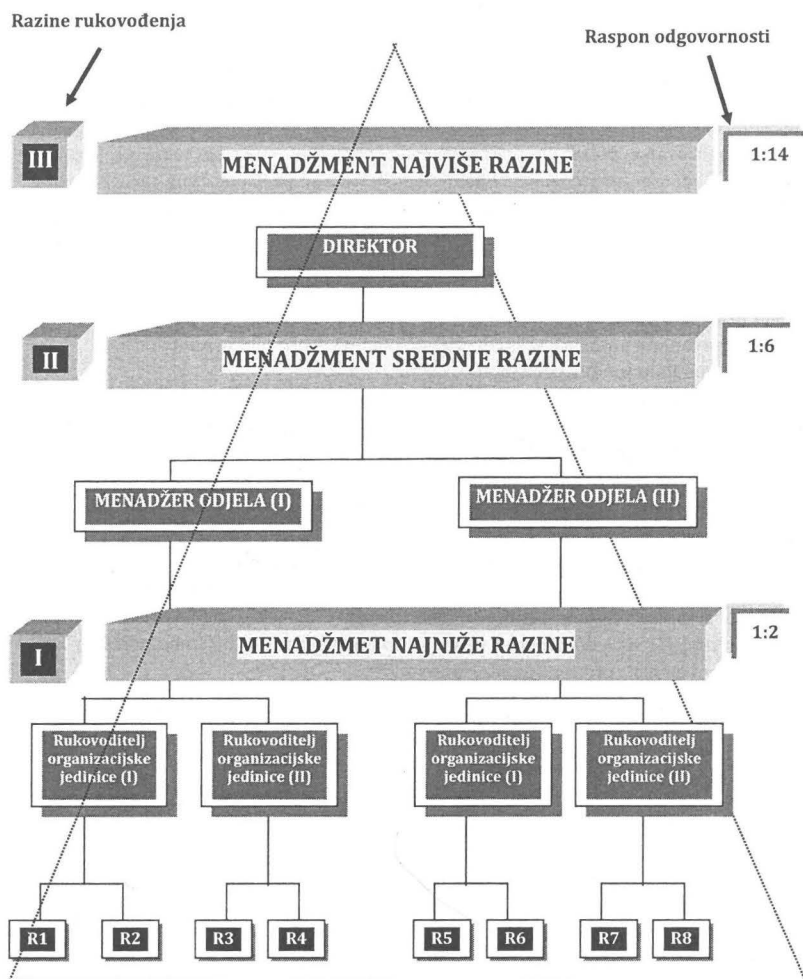 Razine rukovođenja
Raspon odgovornosti
III
MENADŽMENT NAJVIŠE RAZINE
1:14
DIREKTOR
II
MENADŽMENT SREDNJE RAZINE
1:6
MENADŽER ODJELA (I)
MENADŽER ODJELA (II)
I
MENADŽMET NAJNIŽE RAZINE
1:2
Rukovoditelj
organizacijske
jedinice (I)
Rukovoditelj
organizacijske
jedinice (II)
Rukovoditelj
organizacijske
jedinice (I)
Rukovoditelj
organizacijske
jedinice (II)
R1
R2
R3
R4
R5
R6
R7
R8